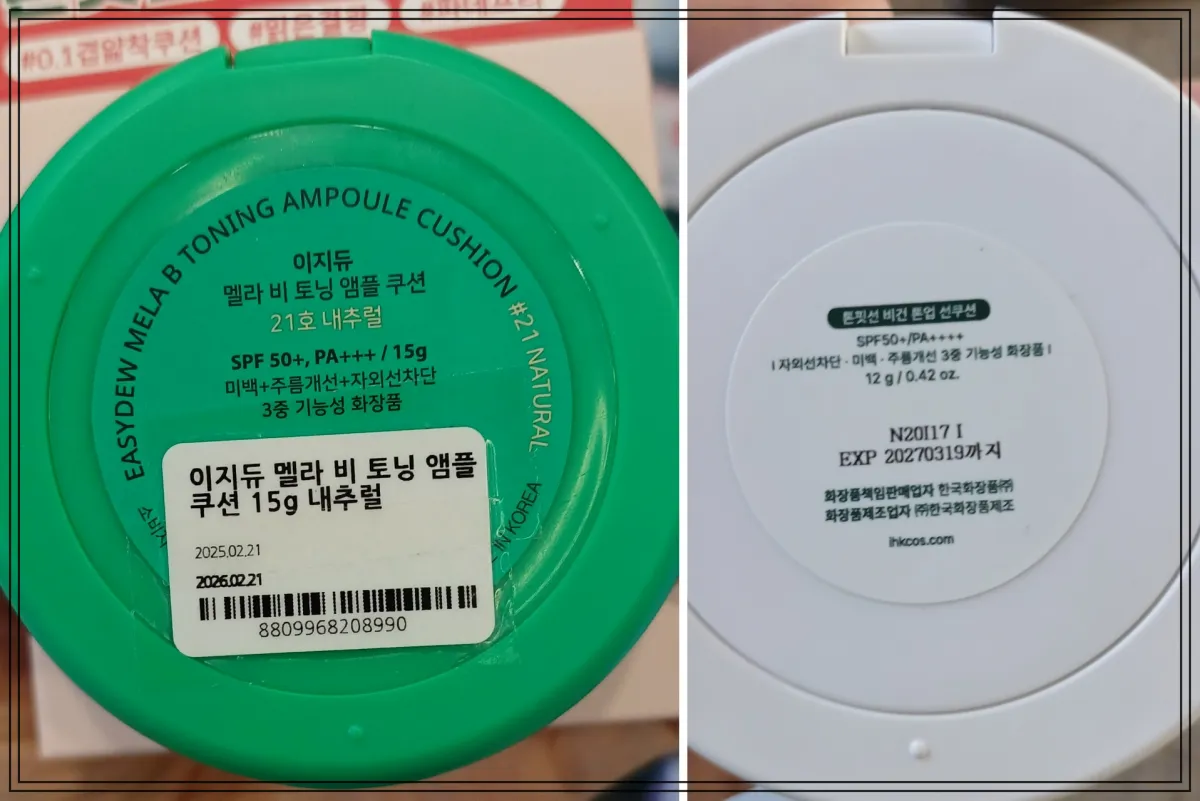 #0.1겹얇착쿠션
EASYDEW MELA B TONING AMPOULE CUSHION #21 NATURAL
이지듀
멜라 비 토닝 앰플 쿠션
21호 내추럴
SPF 50+, PA+++ / 15g
미백+주름개선+자외선차단
3중 기능성 화장품
이지듀 멜라 비 토닝 앰플
쿠션 15g 내추럴
2025.02.21
2026.02.21
8809968208990
소비자
IN KOREA
톤핏선 비건 톤업 선쿠션
SPF50+/PA++++
I 자외선차단 · 미백 · 주름개선 3중 기능성 화장품 I
12 g / 0.42 oz.
N20I17 I
EXP 20270319까지
화장품책임판매업자 한국화장품㈜
화장품제조업자 ㈜한국화장품제조
ihkcos.com